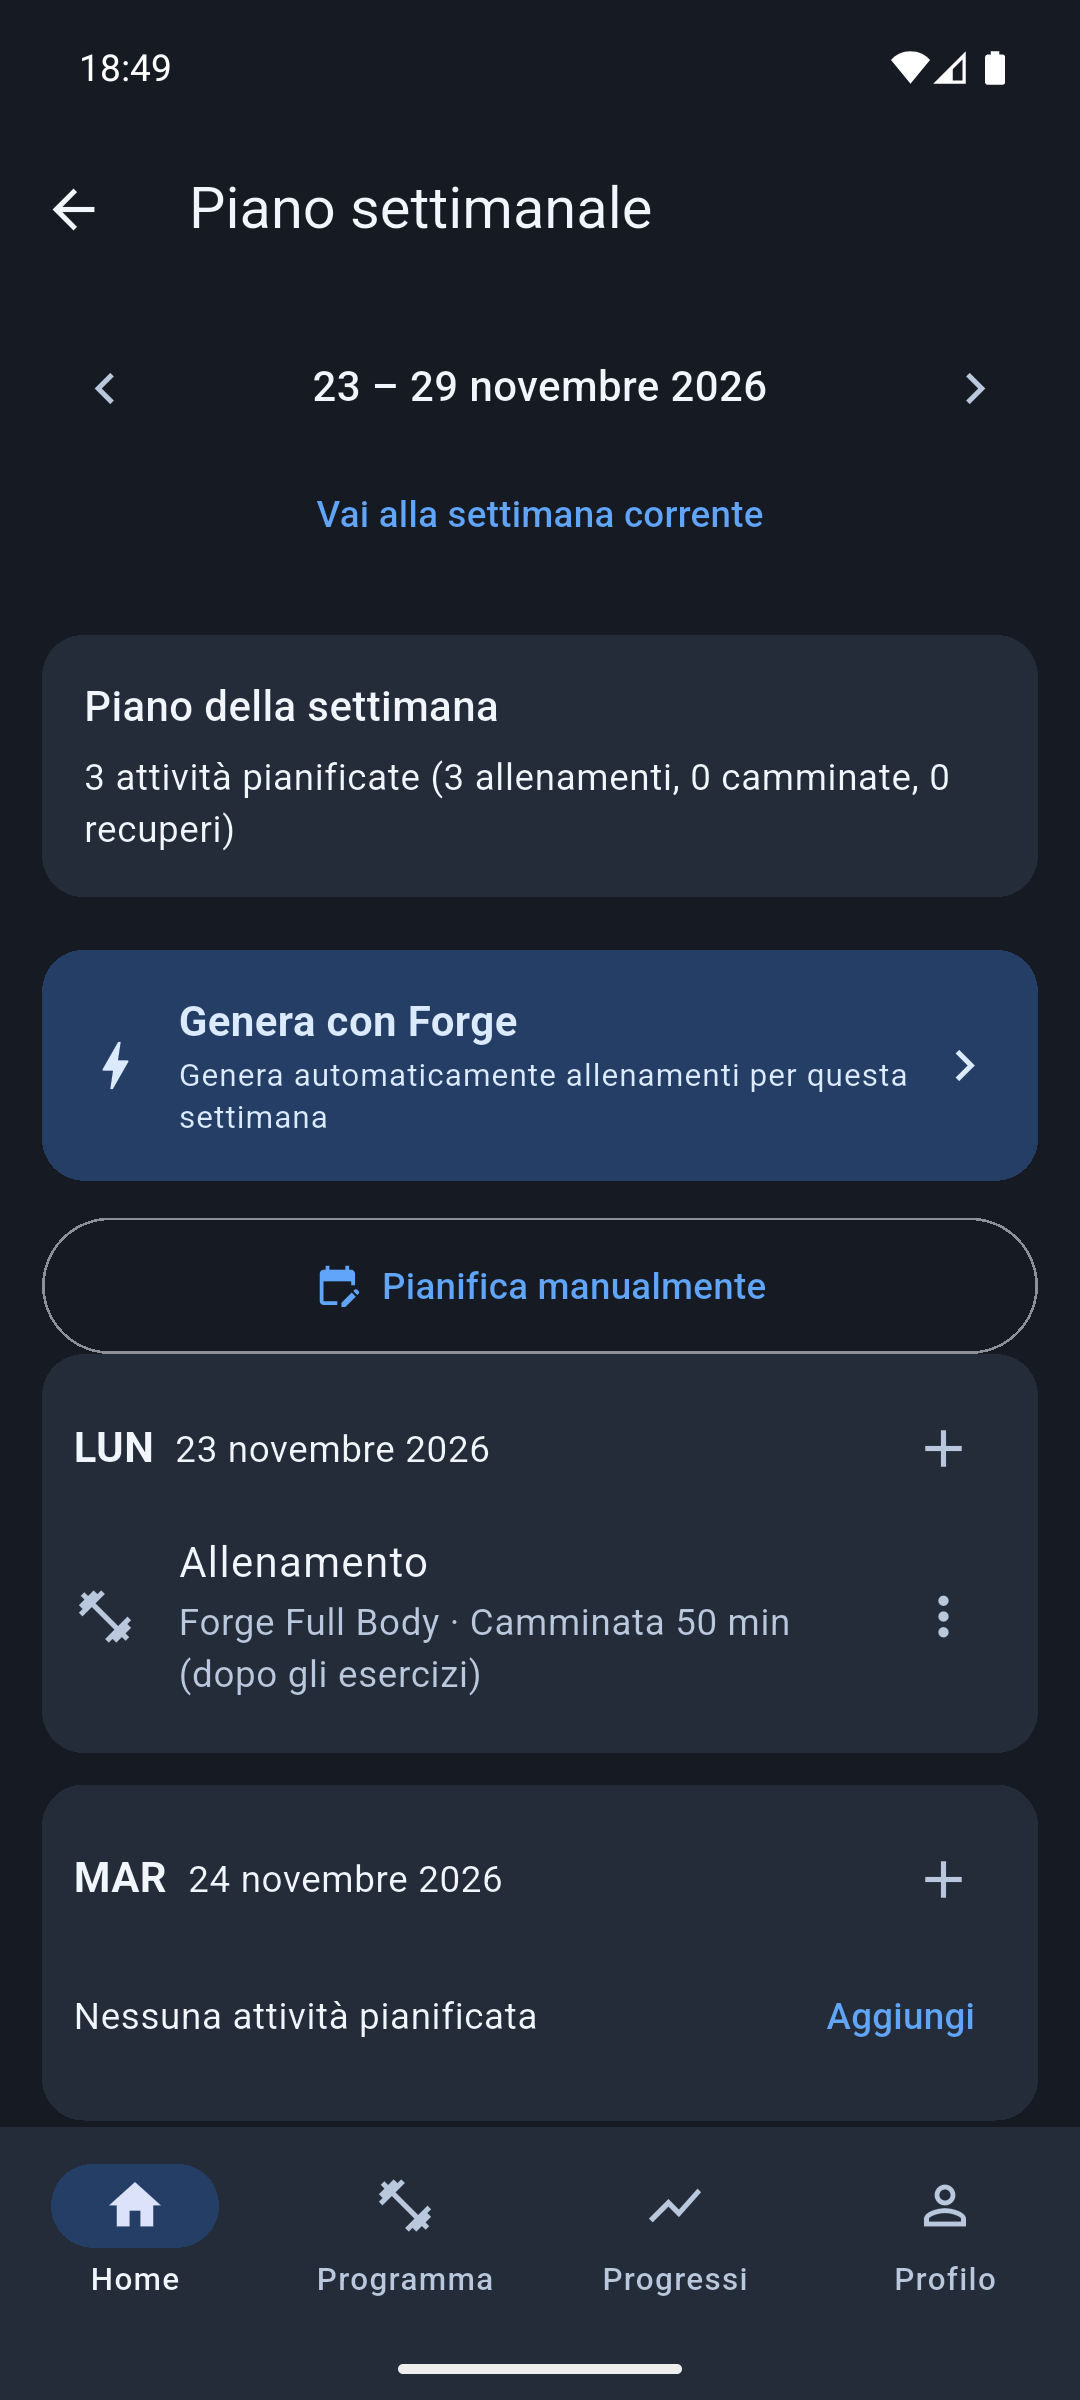 18:49
Piano settimanale
23 – 29 novembre 2026
Vai alla settimana corrente
Piano della settimana
3 attività pianificate (3 allenamenti, 0 camminate, 0
recuperi)
Genera con Forge
Genera automaticamente allenamenti per questa
settimana
Pianifica manualmente
LUN 23 novembre 2026
Allenamento
Forge Full Body · Camminata 50 min
(dopo gli esercizi)
MAR 24 novembre 2026
Nessuna attività pianificata Aggiungi
Home Programma Progressi Profilo